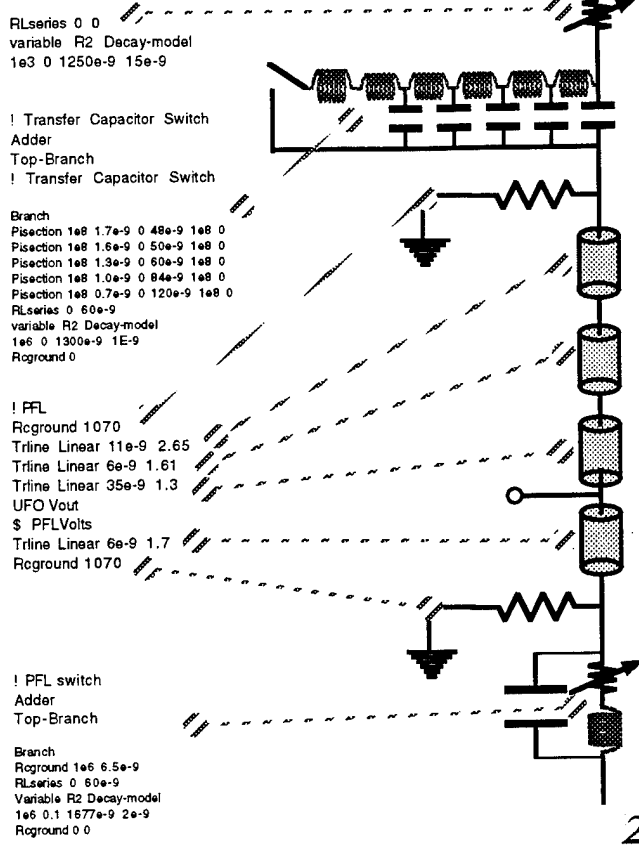 RLseries 0 0
variable R2 Decay-model
1e3 0 1250e-9 15e-9
! Transfer Capacitor Switch
Adder
Top-Branch
! Transfer Capacitor Switch
Branch
Pisection 1e8 1.7e-9 0 48e-9 1e8 0
Pisection 1e8 1.6e-9 0 50e-9 1e8 0
Pisection 1e8 1.3e-9 0 60e-9 1e8 0
Pisection 1e8 1.0e-9 0 84e-9 1e8 0
Pisection 1e8 0.7e-9 0 120e-9 1e8 0
RLseries 0 60e-9
variable R2 Decay-model
1e6 0 1300e-9 1E-9
Rcground 0
! PFL
Rcground 1070
Trline Linear 11e-9 2.65
Trline Linear 6e-9 1.61
Trline Linear 35e-9 1.3
UFO Vout
$ PFLVolts
Trline Linear 6e-9 1.7
Rcground 1070
! PFL switch
Adder
Top-Branch
Branch
Rcground 1e6 6.5e-9
RLseries 0 60e-9
Variable R2 Decay-model
1e6 0.1 1677e-9 2e-9
Rcground 0 0
2